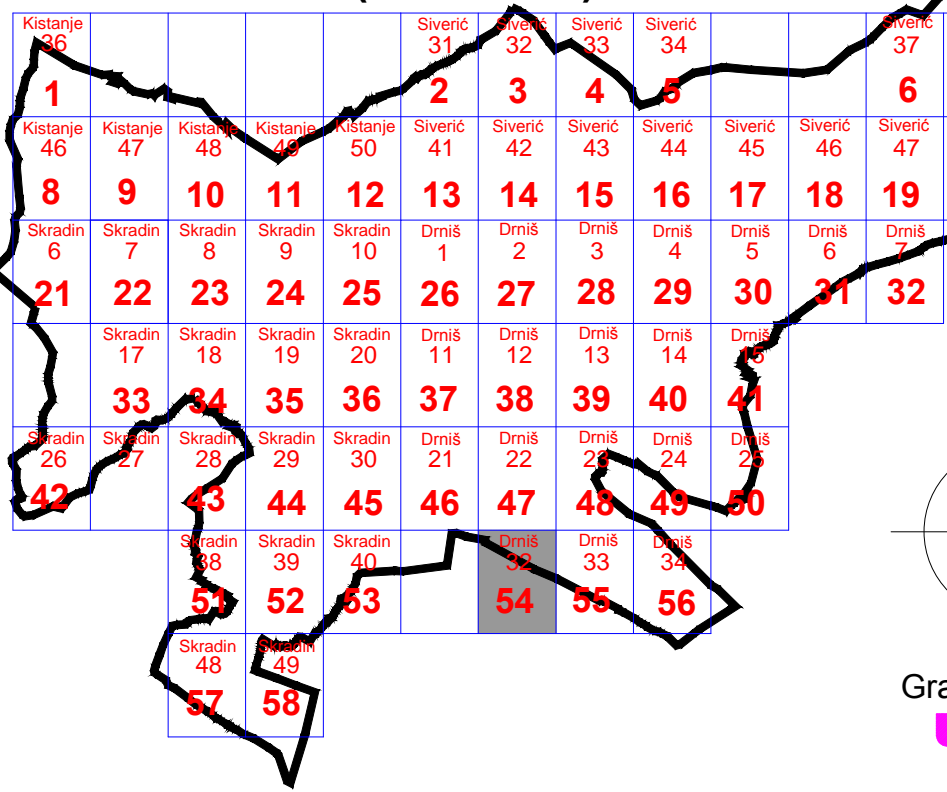 Kistanje Siverić Siverić Siverić Siverić Siverić
36 31 32 33 34 37
1 2 3 4 5 6
Kistanje Kistanje Kistanje Kistanje Kistanje Siverić Siverić Siverić Siverić Siverić Siverić Siverić
46 47 48 49 50 41 42 43 44 45 46 47
8 9 10 11 12 13 14 15 16 17 18 19
Skradin Skradin Skradin Skradin Skradin Drniš Drniš Drniš Drniš Drniš Drniš Drniš
6 7 8 9 10 1 2 3 4 5 6 7
21 22 23 24 25 26 27 28 29 30 31 32
Skradin Skradin Skradin Skradin Drniš Drniš Drniš Drniš Drniš
17 18 19 20 11 12 13 14 15
33 34 35 36 37 38 39 40 41
Skradin Skradin Skradin Skradin Skradin Drniš Drniš Drniš Drniš Drniš
26 27 28 29 30 21 22 23 24 25
42 43 44 45 46 47 48 49 50
Skradin Skradin Skradin Drniš Drniš Drniš
38 39 40 32 33 34
51 52 53 54 55 56
Skradin Skradin
48 49
57 58
Gra